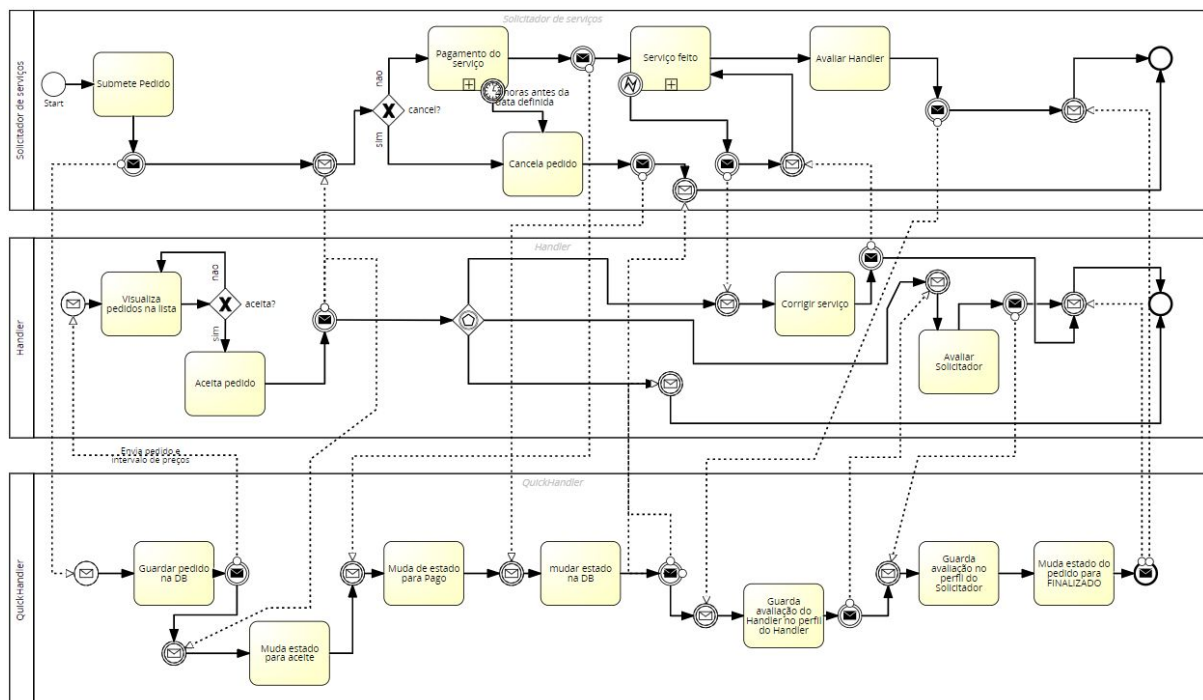 Solicitador de serviços
Solicitador de serviços
Start
Submete Pedido
cancel?
nao
sim
Pagamento do
serviço
horas antes da
data definida
Cancela pedido
Serviço feito
Avaliar Handler
Handler
Handler
Visualiza
pedidos na lista
nao
aceita?
sim
Aceita pedido
Corrigir serviço
Avaliar
Solicitador
Envia pedido e
intervalo de preços
QuickHandler
QuickHandler
Guardar pedido
na DB
Muda estado
para aceite
Muda de estado
para Pago
mudar estado
na DB
Guarda
avaliação do
Handler no perfil
do Handler
Guarda
avaliação no
perfil do
Solicitador
Muda estado do
pedido para
FINALIZADO